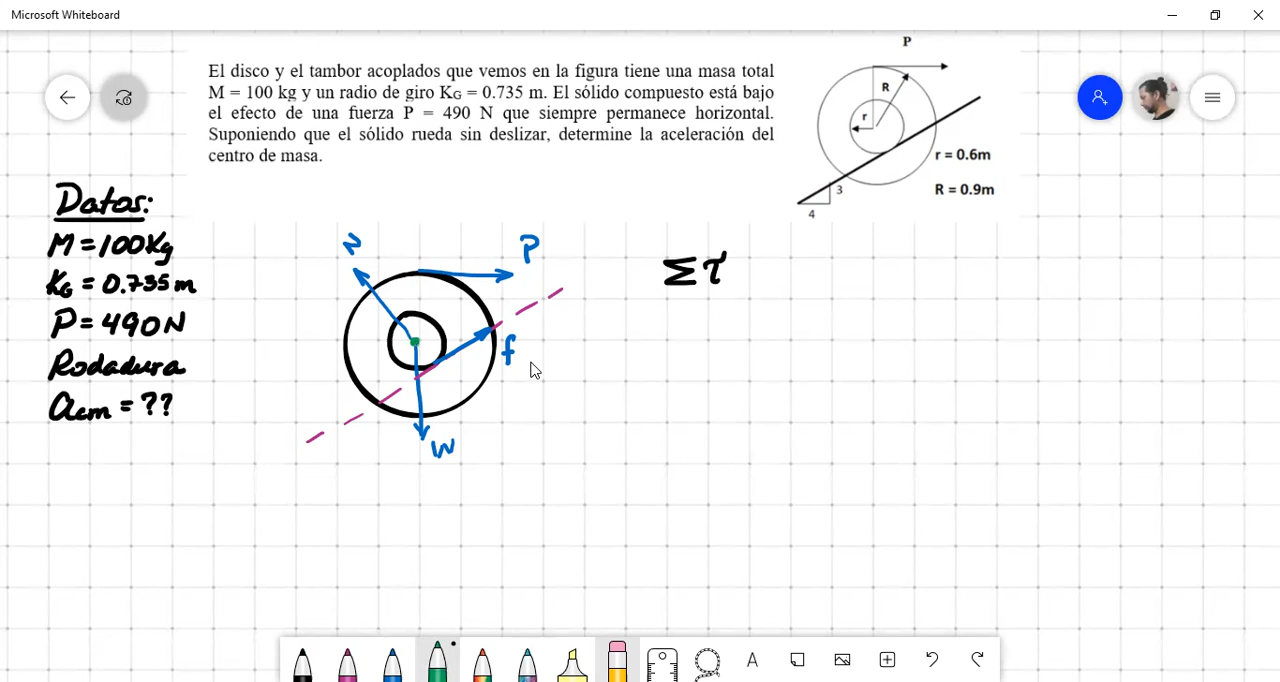 Microsoft Whiteboard
El disco y el tambor acoplados que vemos en la figura tiene una masa total
M = 100 kg y un radio de giro KG = 0.735 m. El sólido compuesto está bajo
el efecto de una fuerza P = 490 N que siempre permanece horizontal.
Suponiendo que el sólido rueda sin deslizar, determine la aceleración del
centro de masa.
P
R
r
r = 0.6m
R = 0.9m
3
4
Datos:
M = 100Kg
KG = 0.735m
P = 490N
Rodadura
acm = ??
N
P
f
W
Στ
A